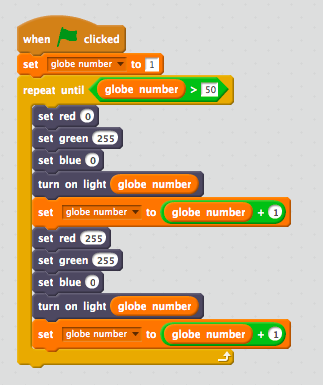 when clicked
set globe number to 1
repeat until globe number > 50
set red 0
set green 255
set blue 0
turn on light globe number
set globe number to globe number + 1
set red 255
set green 255
set blue 0
turn on light globe number
set globe number to globe number + 1